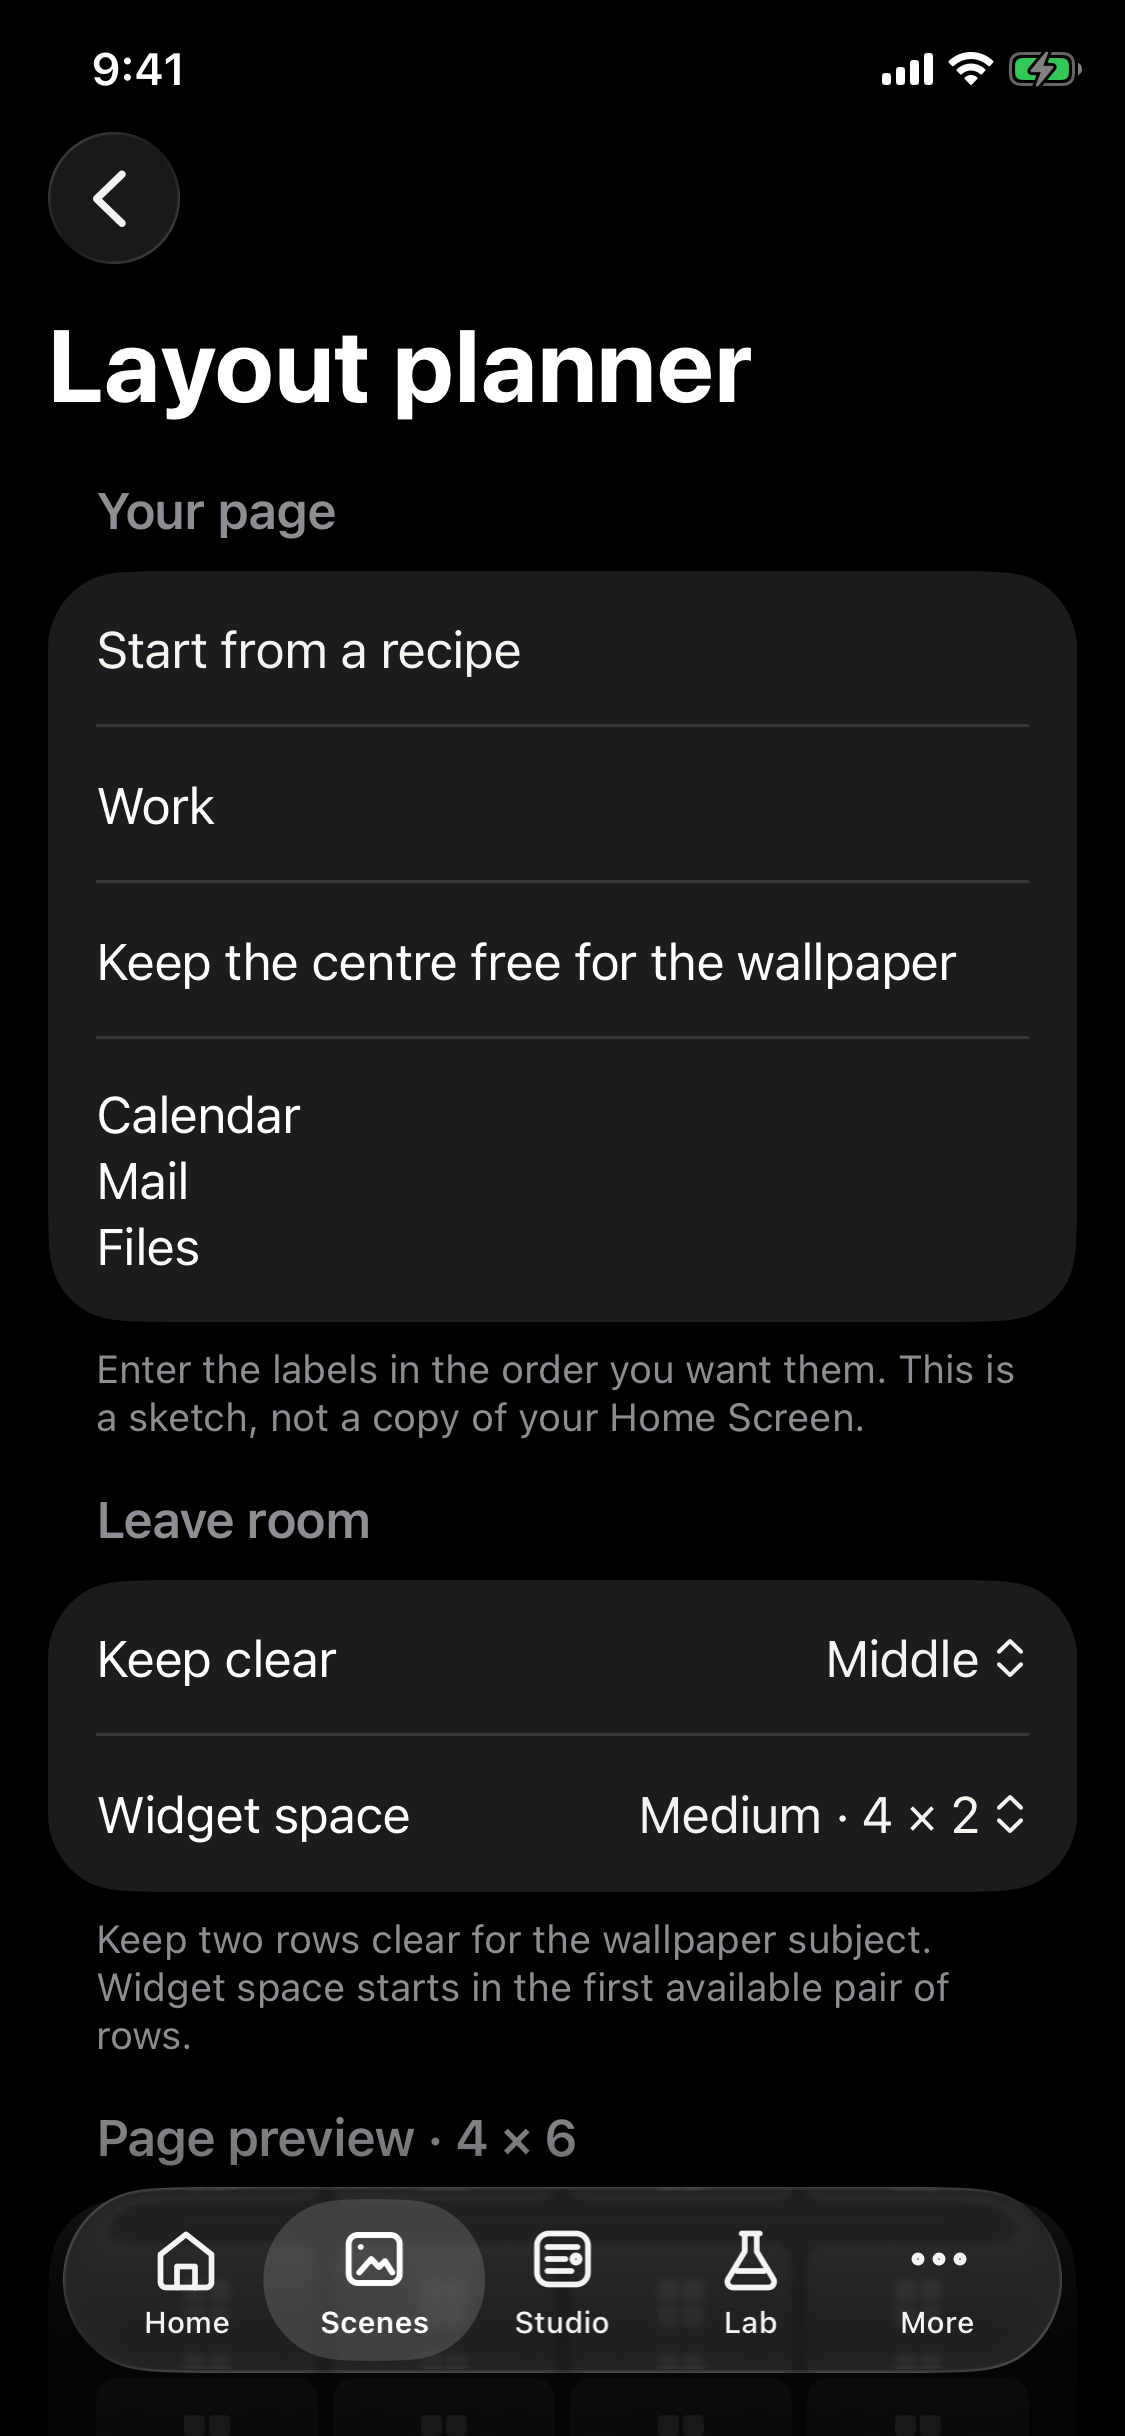 9:41
Layout planner
Your page
Start from a recipe
Work
Keep the centre free for the wallpaper
Calendar
Mail
Files
Enter the labels in the order you want them. This is
a sketch, not a copy of your Home Screen.
Leave room
Keep clear Middle
Widget space Medium · 4 × 2
Keep two rows clear for the wallpaper subject.
Widget space starts in the first available pair of
rows.
Page preview · 4 × 6
Home Scenes Studio Lab More